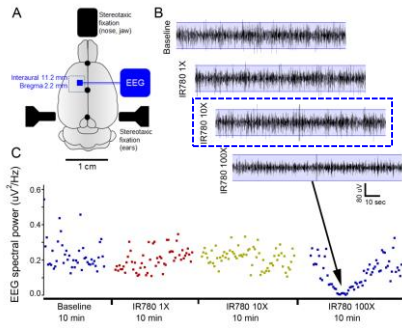 A
Stereotaxic
fixation
(nose, jaw)
Interaural 11.2 mm
Bregma 2.2 mm
EEG
Stereotaxic
fixation
(ears)
1 cm
B
Baseline
IR780 1X
IR780 10X
IR780 100X
80 uV
10 sec
C
EEG spectral power (uV²/Hz)
0.6
0.4
0.2
0.0
Baseline
10 min
IR780 1X
10 min
IR780 10X
10 min
IR780 100X
10 min